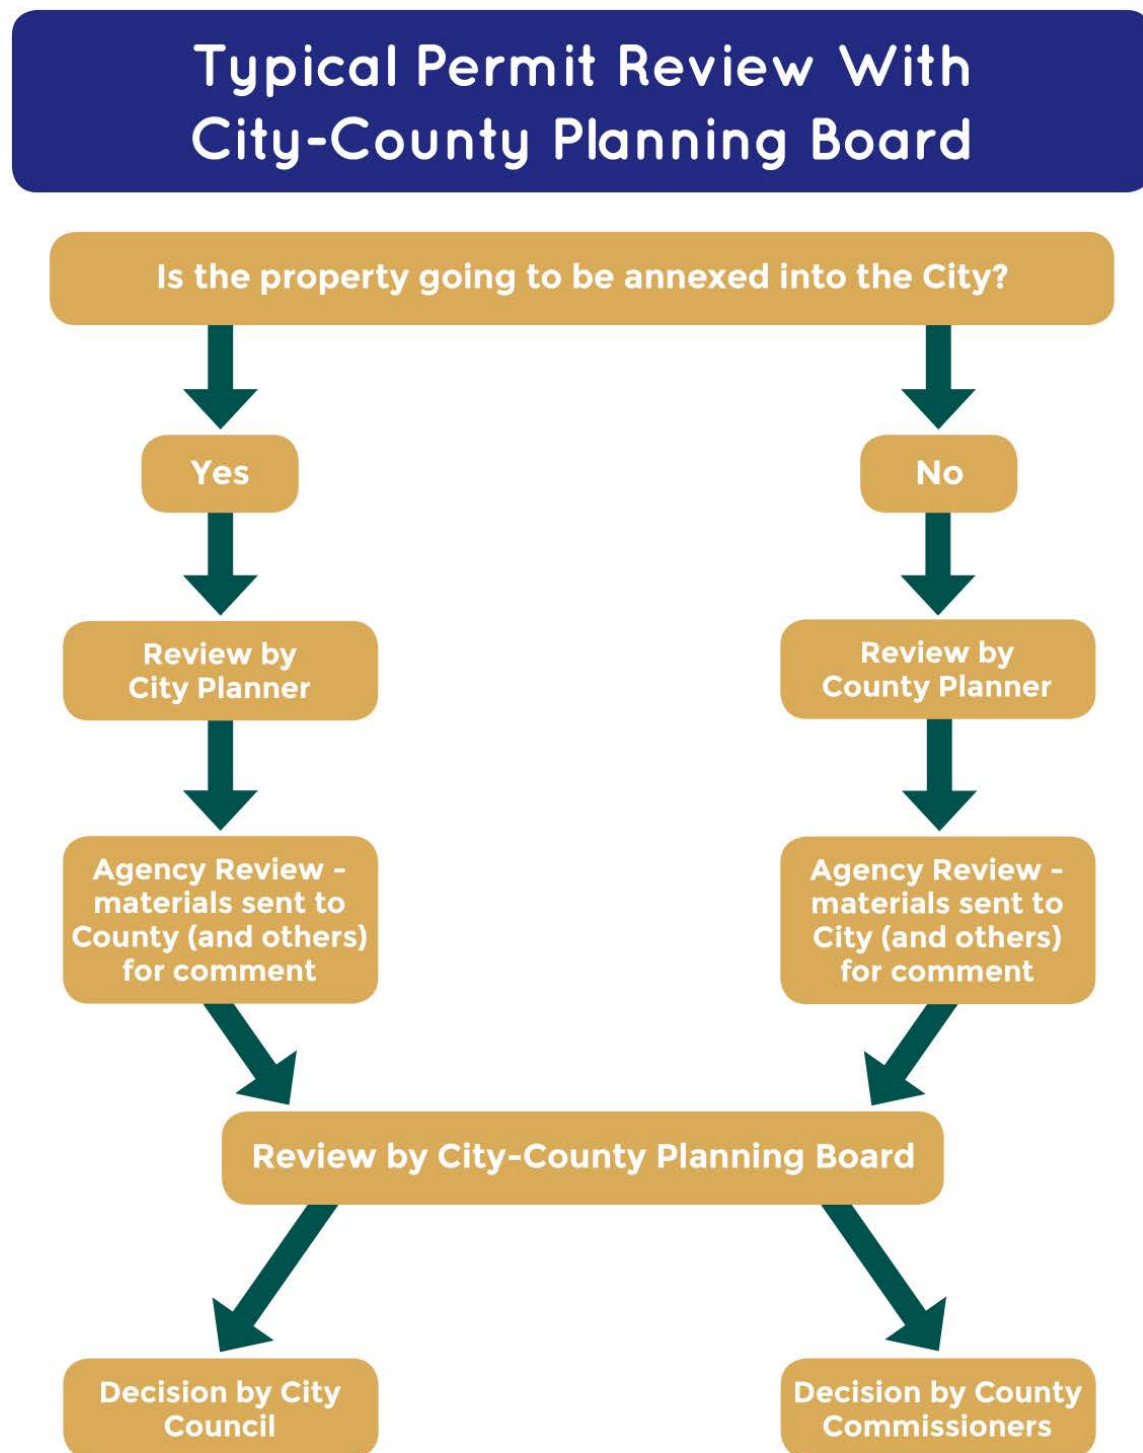 Typical Permit Review With
City-County Planning Board
Is the property going to be annexed into the City?
Yes
No
Review by
City Planner
Review by
County Planner
Agency Review -
materials sent to
County (and others)
for comment
Agency Review -
materials sent to
City (and others)
for comment
Review by City-County Planning Board
Decision by City
Council
Decision by County
Commissioners